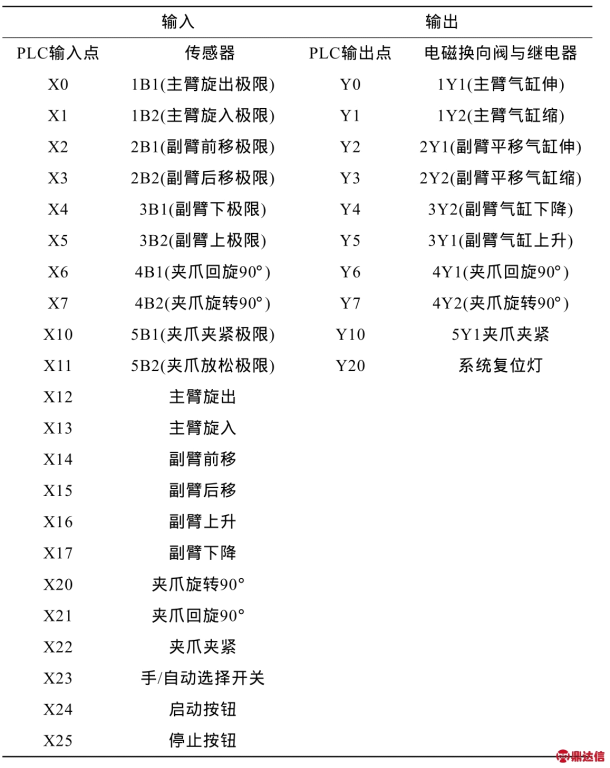 输入 输出
PLC输入点 传感器 PLC输出点 电磁换向阀与继电器
X0 1B1(主臂旋出极限) Y0 1Y1(主臂气缸伸)
X1 1B2(主臂旋入极限) Y1 1Y2(主臂气缸缩)
X2 2B1(副臂前移极限) Y2 2Y1(副臂平移气缸伸)
X3 2B2(副臂后移极限) Y3 2Y2(副臂平移气缸缩)
X4 3B1(副臂下极限) Y4 3Y2(副臂气缸下降)
X5 3B2(副臂上极限) Y5 3Y1(副臂气缸上升)
X6 4B1(夹爪回旋90°) Y6 4Y1(夹爪回旋90°)
X7 4B2(夹爪旋转90°) Y7 4Y2(夹爪旋转90°)
X10 5B1(夹爪夹紧极限) Y10 5Y1夹爪夹紧
X11 5B2(夹爪放松极限) Y20 系统复位灯
X12 主臂旋出
X13 主臂旋入
X14 副臂前移
X15 副臂后移
X16 副臂上升
X17 副臂下降
X20 夹爪旋转90°
X21 夹爪回旋90°
X22 夹爪夹紧
X23 手/自动选择开关
X24 启动按钮
X25 停止按钮
鼎达信